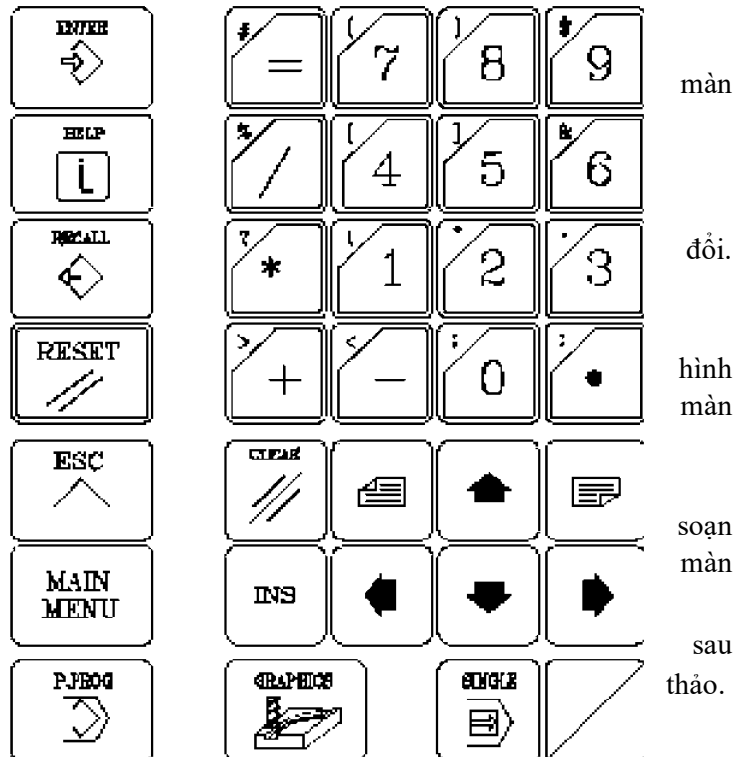 ENTER
# ( ) $
= 7 8 9
màn
HELP
% [ ] &
i / 4 5 6
RECALL
?
* 1 2 3
đổi.
RESET
> < ;
+ - 0 •
hình
màn
ESC CLEAR
soạn
MAIN
MENU
INS
màn
sau
P.PROG GRAPHICS SINGLE
thảo.